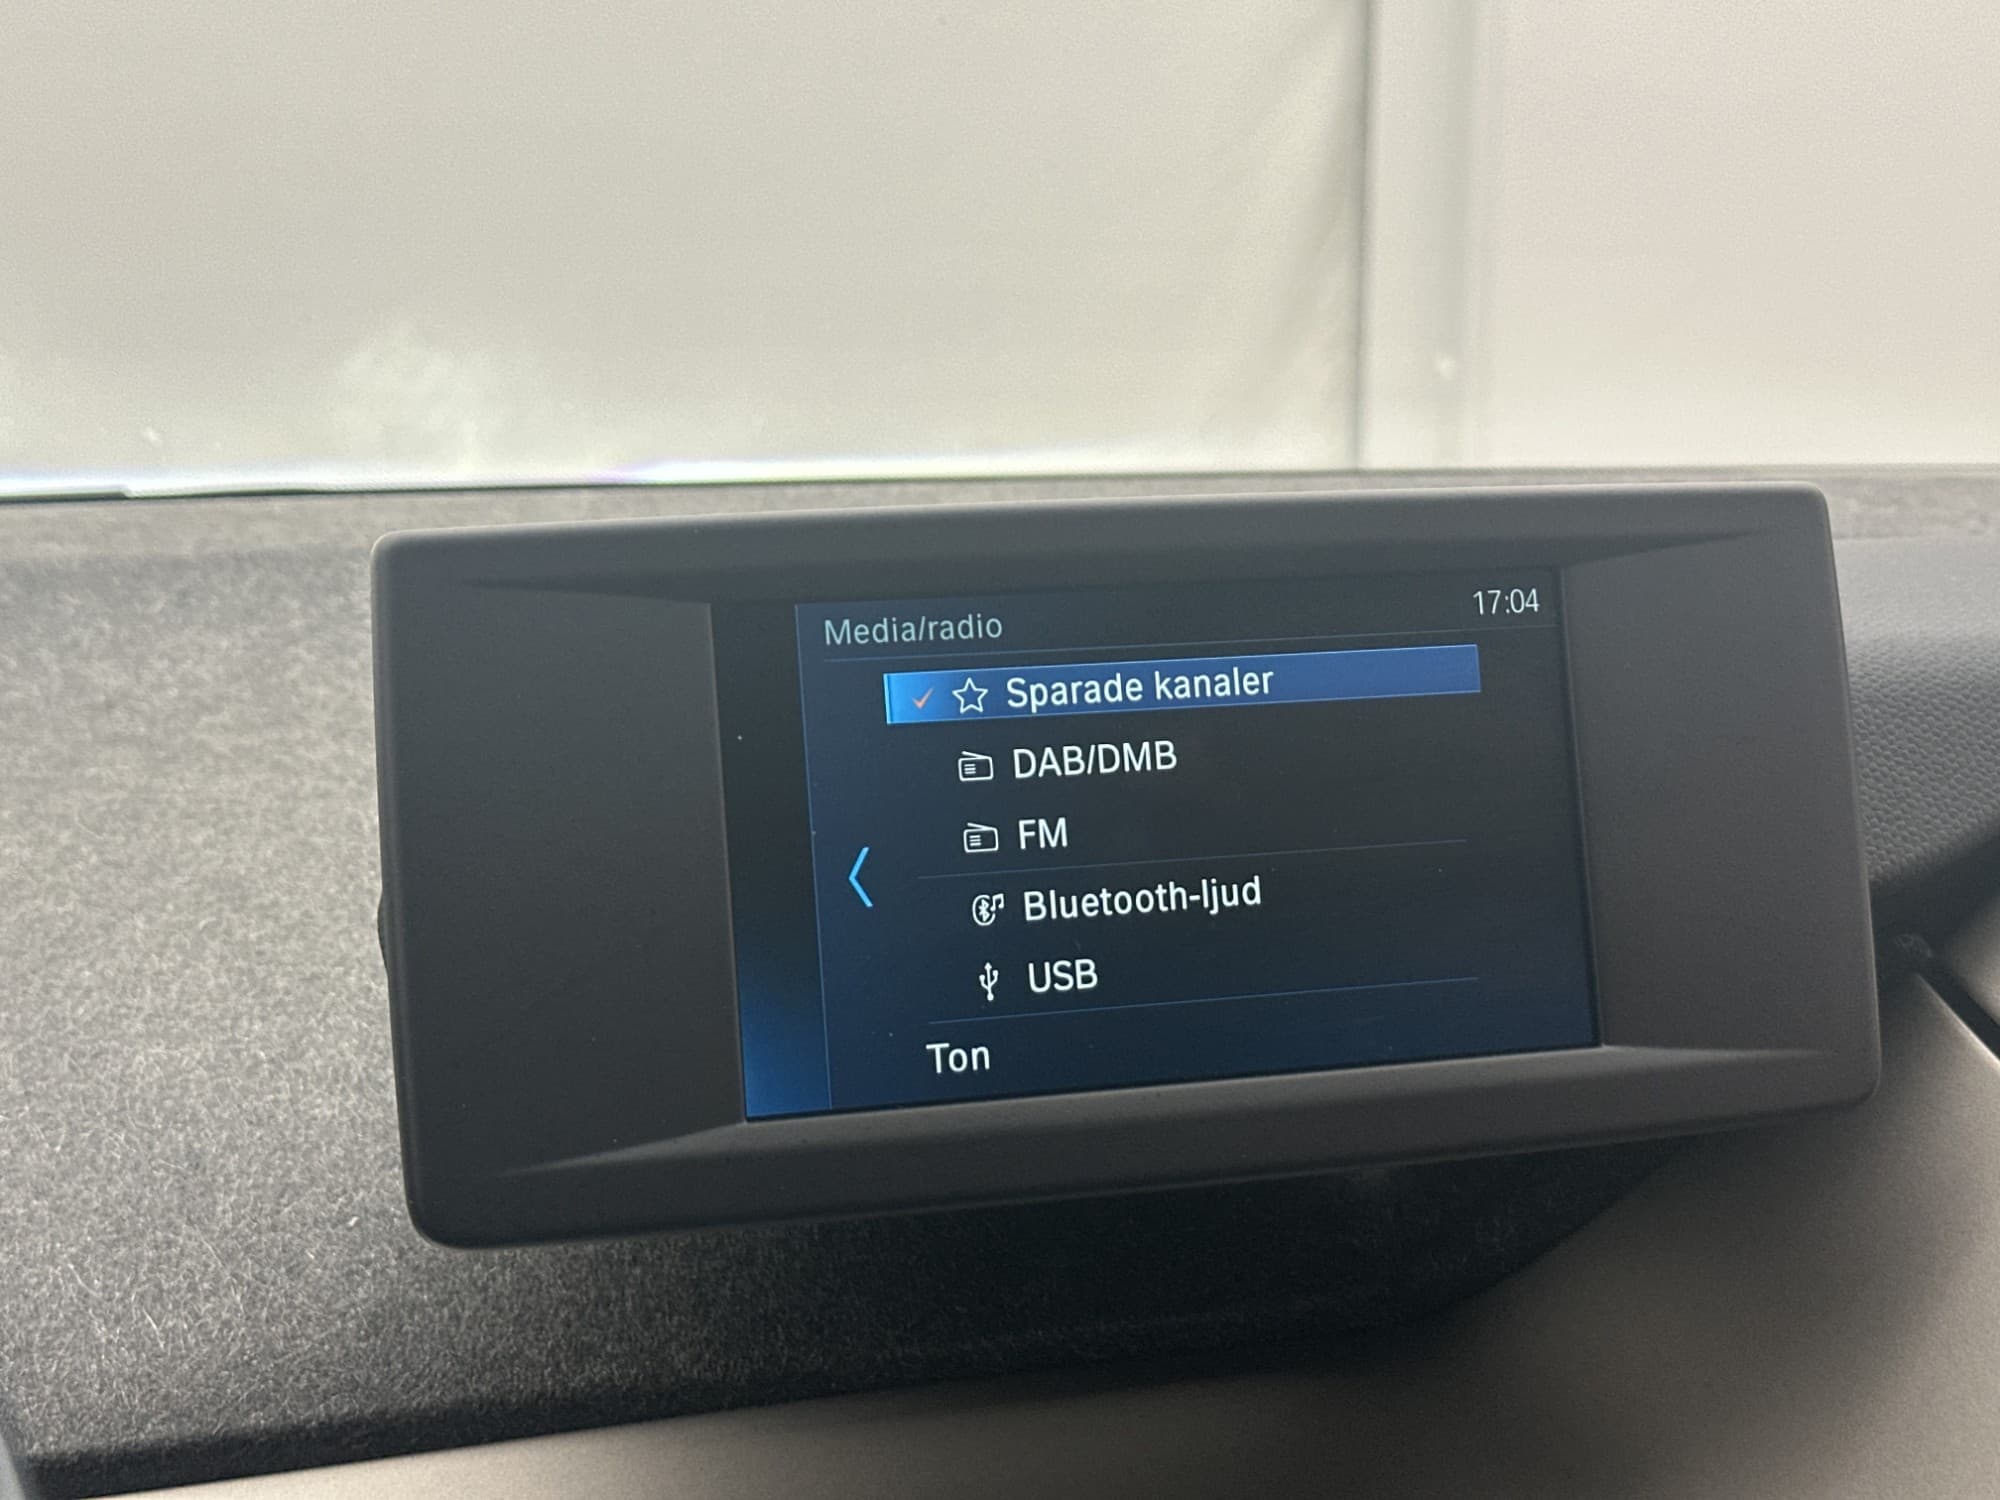 Media/radio
17:04
Sparade kanaler
DAB/DMB
FM
Bluetooth-ljud
USB
Ton